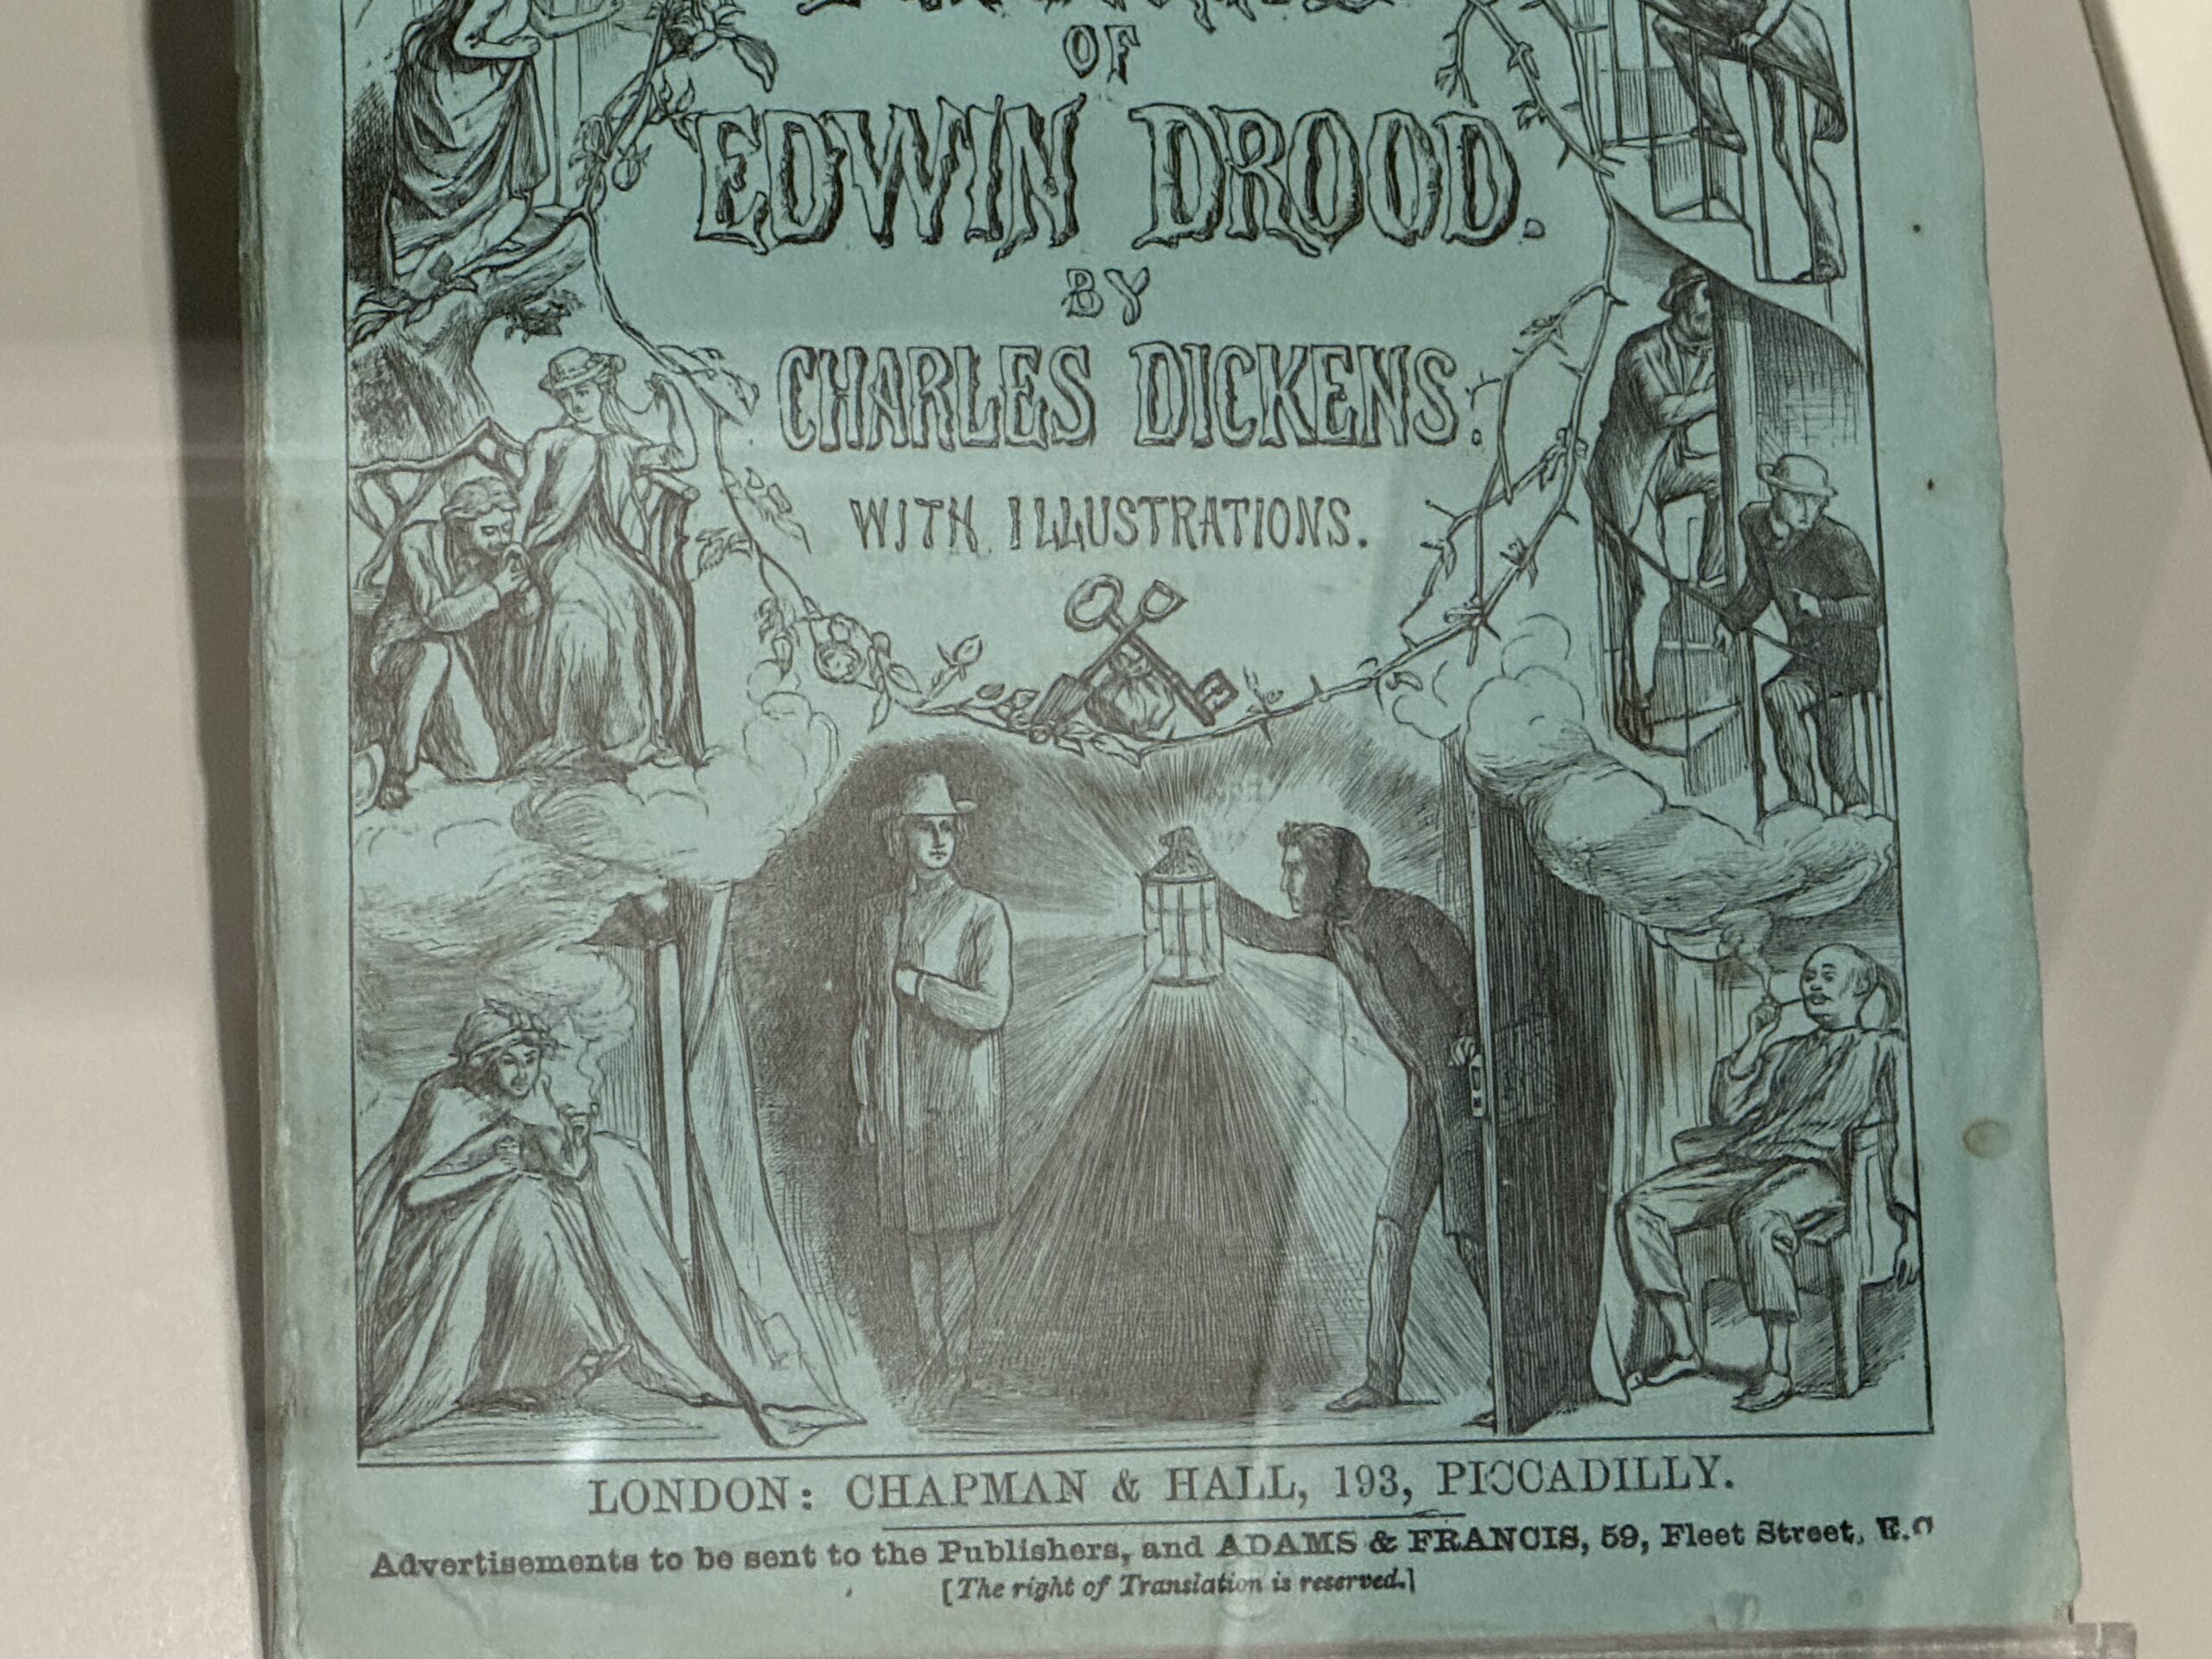 OF
EDWIN DROOD.
BY
CHARLES DICKENS.
WITH ILLUSTRATIONS.
LONDON: CHAPMAN & HALL, 193, PICCADILLY.
Advertisements to be sent to the Publishers, and ADAMS & FRANCIS, 59, Fleet Street, E.C
[The right of Translation is reserved.]